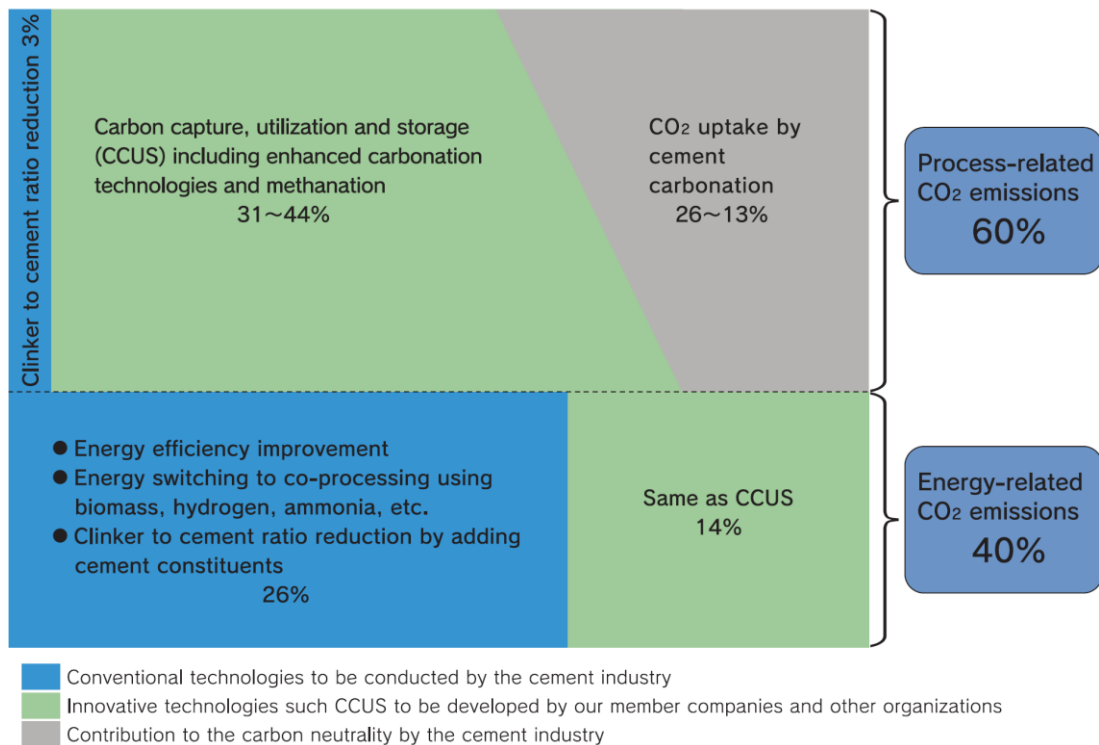 Clinker to cement ratio reduction 3%
Carbon capture, utilization and storage
(CCUS) including enhanced carbonation
technologies and methanation
31～44%
CO₂ uptake by
cement
carbonation
26～13%
Process-related
CO₂ emissions
60%
● Energy efficiency improvement
● Energy switching to co-processing using
biomass, hydrogen, ammonia, etc.
● Clinker to cement ratio reduction by adding
cement constituents
26%
Same as CCUS
14%
Energy-related
CO₂ emissions
40%
Conventional technologies to be conducted by the cement industry
Innovative technologies such CCUS to be developed by our member companies and other organizations
Contribution to the carbon neutrality by the cement industry